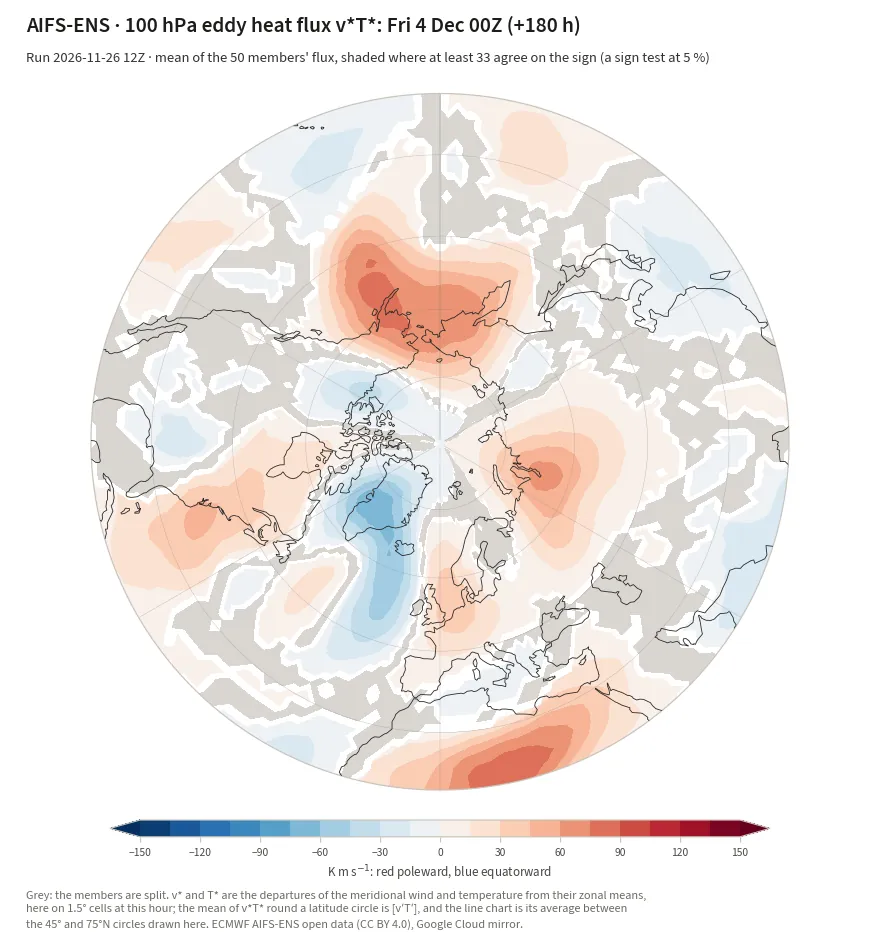 AIFS-ENS · 100 hPa eddy heat flux v*T*: Fri 4 Dec 00Z (+180 h)
Run 2026-11-26 12Z · mean of the 50 members' flux, shaded where at least 33 agree on the sign (a sign test at 5 %)
−150 −120 −90 −60 −30 0 30 60 90 120 150
K m s⁻¹: red poleward, blue equatorward
Grey: the members are split. v* and T* are the departures of the meridional wind and temperature from their zonal means,
here on 1.5° cells at this hour; the mean of v*T* round a latitude circle is [v′T′], and the line chart is its average between
the 45° and 75°N circles drawn here. ECMWF AIFS-ENS open data (CC BY 4.0), Google Cloud mirror.